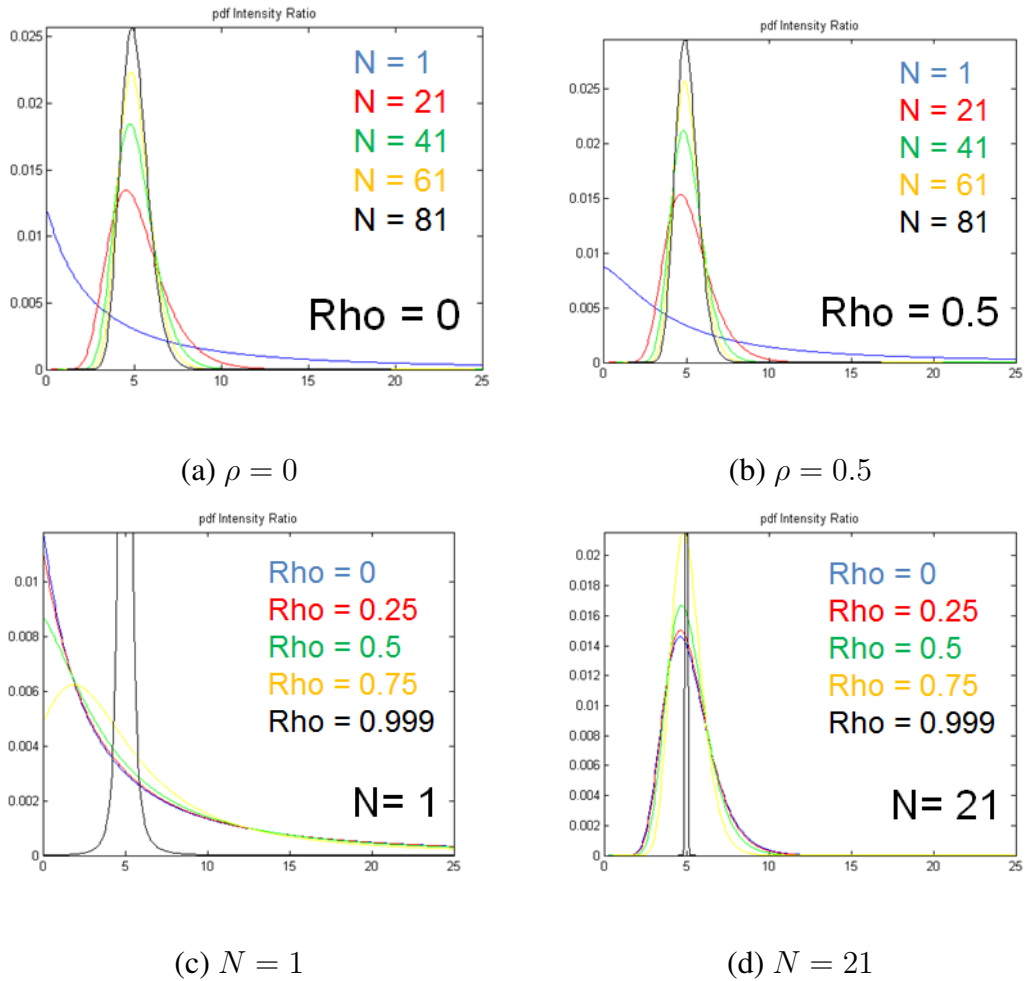 pdf Intensity Ratio
0.025
0.02
0.015
0.01
0.005
0
0 5 10 15 20 25
N = 1
N = 21
N = 41
N = 61
N = 81
Rho = 0
(a) ρ = 0
pdf Intensity Ratio
0.025
0.02
0.015
0.01
0.005
0
0 5 10 15 20 25
N = 1
N = 21
N = 41
N = 61
N = 81
Rho = 0.5
(b) ρ = 0.5
pdf Intensity Ratio
0.01
0.008
0.006
0.004
0.002
0
0 5 10 15 20 25
Rho = 0
Rho = 0.25
Rho = 0.5
Rho = 0.75
Rho = 0.999
N= 1
(c) N = 1
pdf Intensity Ratio
0.02
0.018
0.016
0.014
0.012
0.01
0.008
0.006
0.004
0.002
0
0 5 10 15 20 25
Rho = 0
Rho = 0.25
Rho = 0.5
Rho = 0.75
Rho = 0.999
N= 21
(d) N = 21